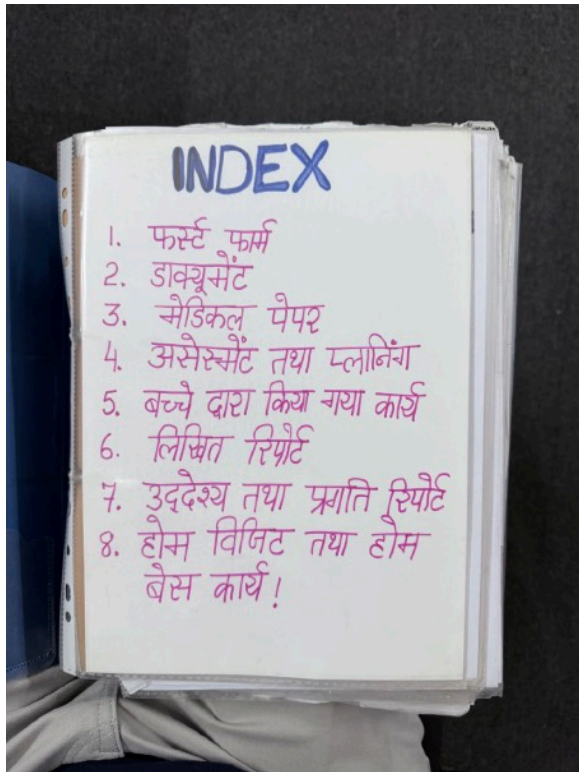 INDEX
1. फर्स्ट फार्म
2. डाक्यूमेंट
3. मेडिकल पेपर
4. असेस्मेंट तथा प्लानिंग
5. बच्चे द्वारा किया गया कार्य
6. लिखित रिपोर्ट
7. उद्देश्य तथा प्रगति रिपोर्ट
8. होम विजिट तथा होम
बेस कार्य!